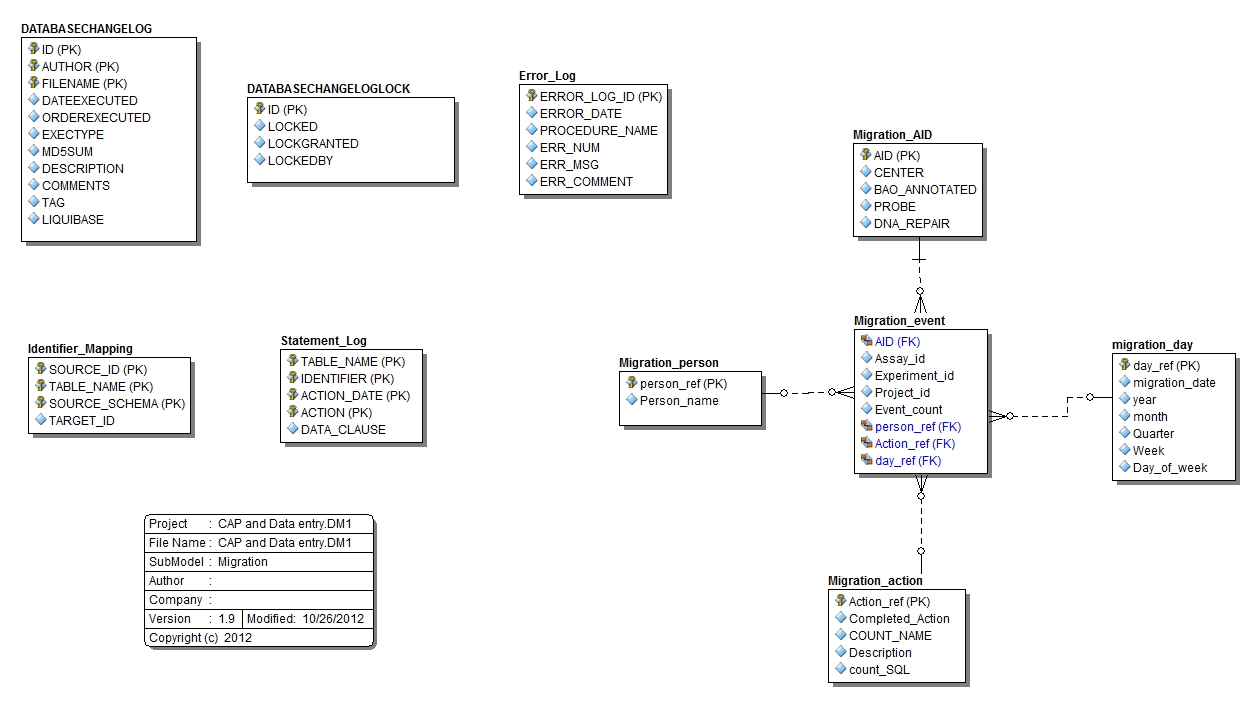 DATABASECHANGELOG
ID (PK)
AUTHOR (PK)
FILENAME (PK)
DATEEXECUTED
ORDEREXECUTED
EXECTYPE
MD5SUM
DESCRIPTION
COMMENTS
TAG
LIQUIBASE
DATABASECHANGELOGLOCK
ID (PK)
LOCKED
LOCKGRANTED
LOCKEDBY
Error_Log
ERROR_LOG_ID (PK)
ERROR_DATE
PROCEDURE_NAME
ERR_NUM
ERR_MSG
ERR_COMMENT
Migration_AID
AID (PK)
CENTER
BAO_ANNOTATED
PROBE
DNA_REPAIR
Identifier_Mapping
SOURCE_ID (PK)
TABLE_NAME (PK)
SOURCE_SCHEMA (PK)
TARGET_ID
Statement_Log
TABLE_NAME (PK)
IDENTIFIER (PK)
ACTION_DATE (PK)
ACTION (PK)
DATA_CLAUSE
Migration_person
person_ref (PK)
Person_name
Migration_event
AID (FK)
Assay_id
Experiment_id
Project_id
Event_count
person_ref (FK)
Action_ref (FK)
day_ref (FK)
migration_day
day_ref (PK)
migration_date
year
month
Quarter
Week
Day_of_week
Project : CAP and Data entry.DM1
File Name : CAP and Data entry.DM1
SubModel : Migration
Author :
Company :
Version : 1.9 Modified: 10/26/2012
Copyright (c) 2012
Migration_action
Action_ref (PK)
Completed_Action
COUNT_NAME
Description
count_SQL